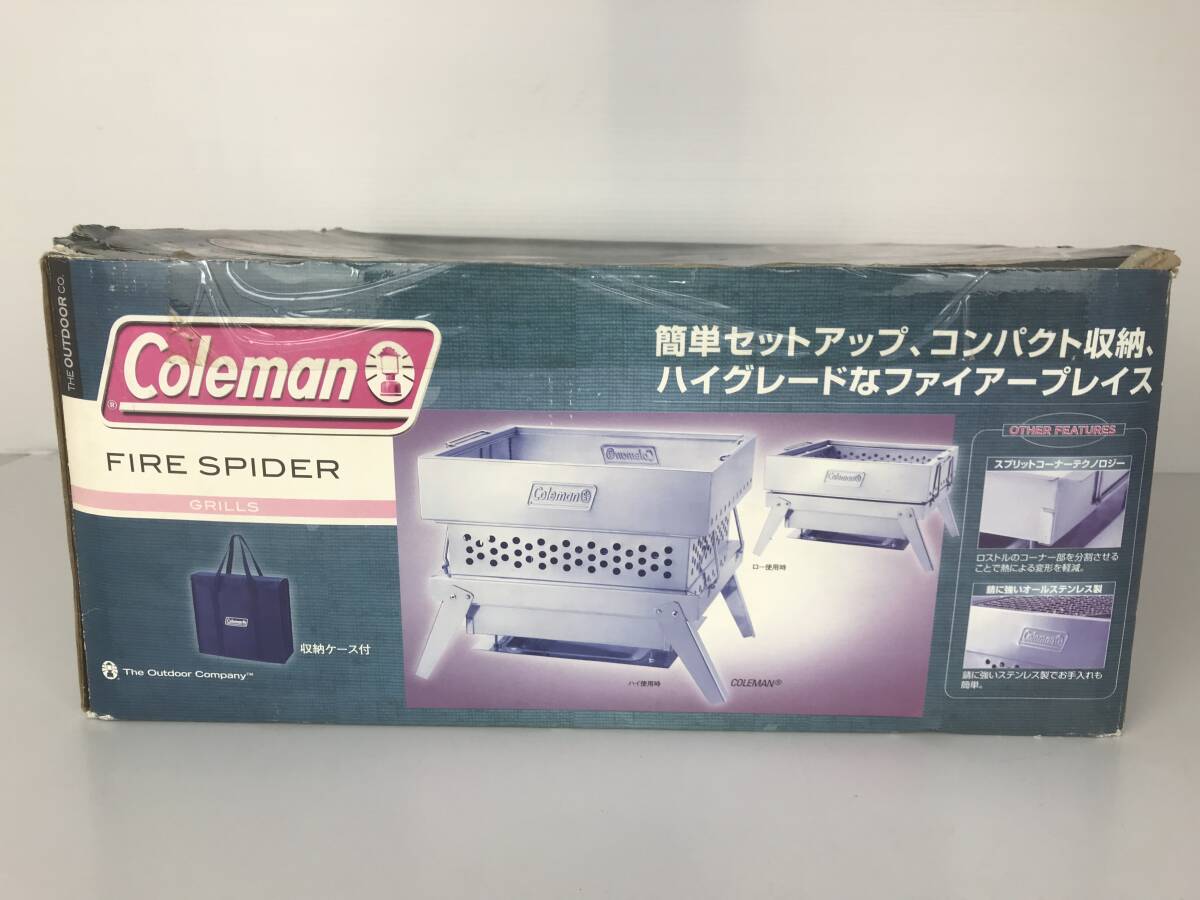 THE OUTDOOR CO.
Coleman
®
FIRE SPIDER
GRILLS
簡単セットアップ、コンパクト収納、
ハイグレードなファイアープレイス
Coleman
Coleman
Coleman
ロー使用時
ハイ使用時
COLEMAN®
OTHER FEATURES
スプリットコーナーテクノロジー
ロストルのコーナー部を分割させる
ことで熱による変形を軽減。
錆に強いオールステンレス製
Coleman
錆に強いステンレス製でお手入れも
簡単。
Coleman
収納ケース付
The Outdoor Company™